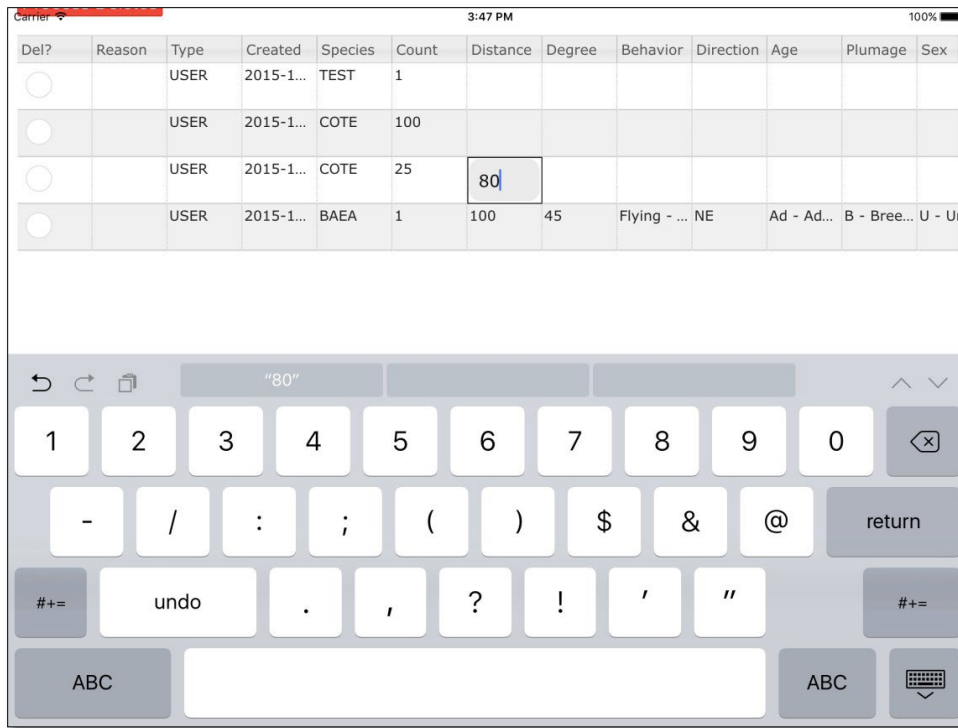 Carrier 3:47 PM 100%
Del? Reason Type Created Species Count Distance Degree Behavior Direction Age Plumage Sex
USER 2015-1... TEST 1
USER 2015-1... COTE 100
USER 2015-1... COTE 25 80
USER 2015-1... BAEA 1 100 45 Flying - ... NE Ad - Ad... B - Bree... U - U
"80"
1 2 3 4 5 6 7 8 9 0
- / : ; ( ) $ & @ return
#+= undo . , ? ! ' " #+=
ABC ABC